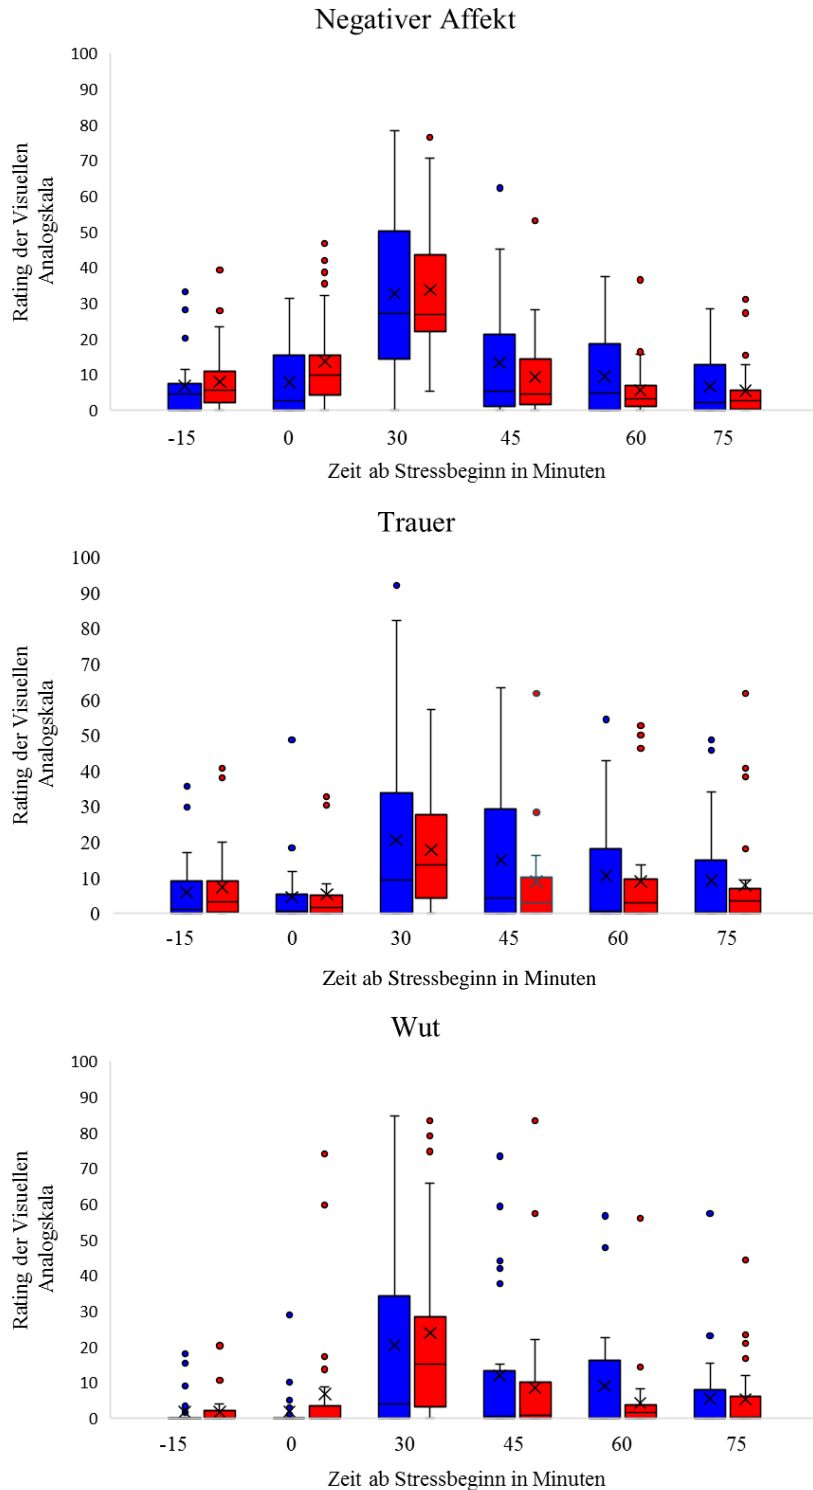 Negativer Affekt
Rating der Visuellen
Analogskala
100
90
80
70
60
50
40
30
20
10
0
-15 0 30 45 60 75
Zeit ab Stressbeginn in Minuten
Trauer
Rating der Visuellen
Analogskala
100
90
80
70
60
50
40
30
20
10
0
-15 0 30 45 60 75
Zeit ab Stressbeginn in Minuten
Wut
Rating der Visuellen
Analogskala
100
90
80
70
60
50
40
30
20
10
0
-15 0 30 45 60 75
Zeit ab Stressbeginn in Minuten